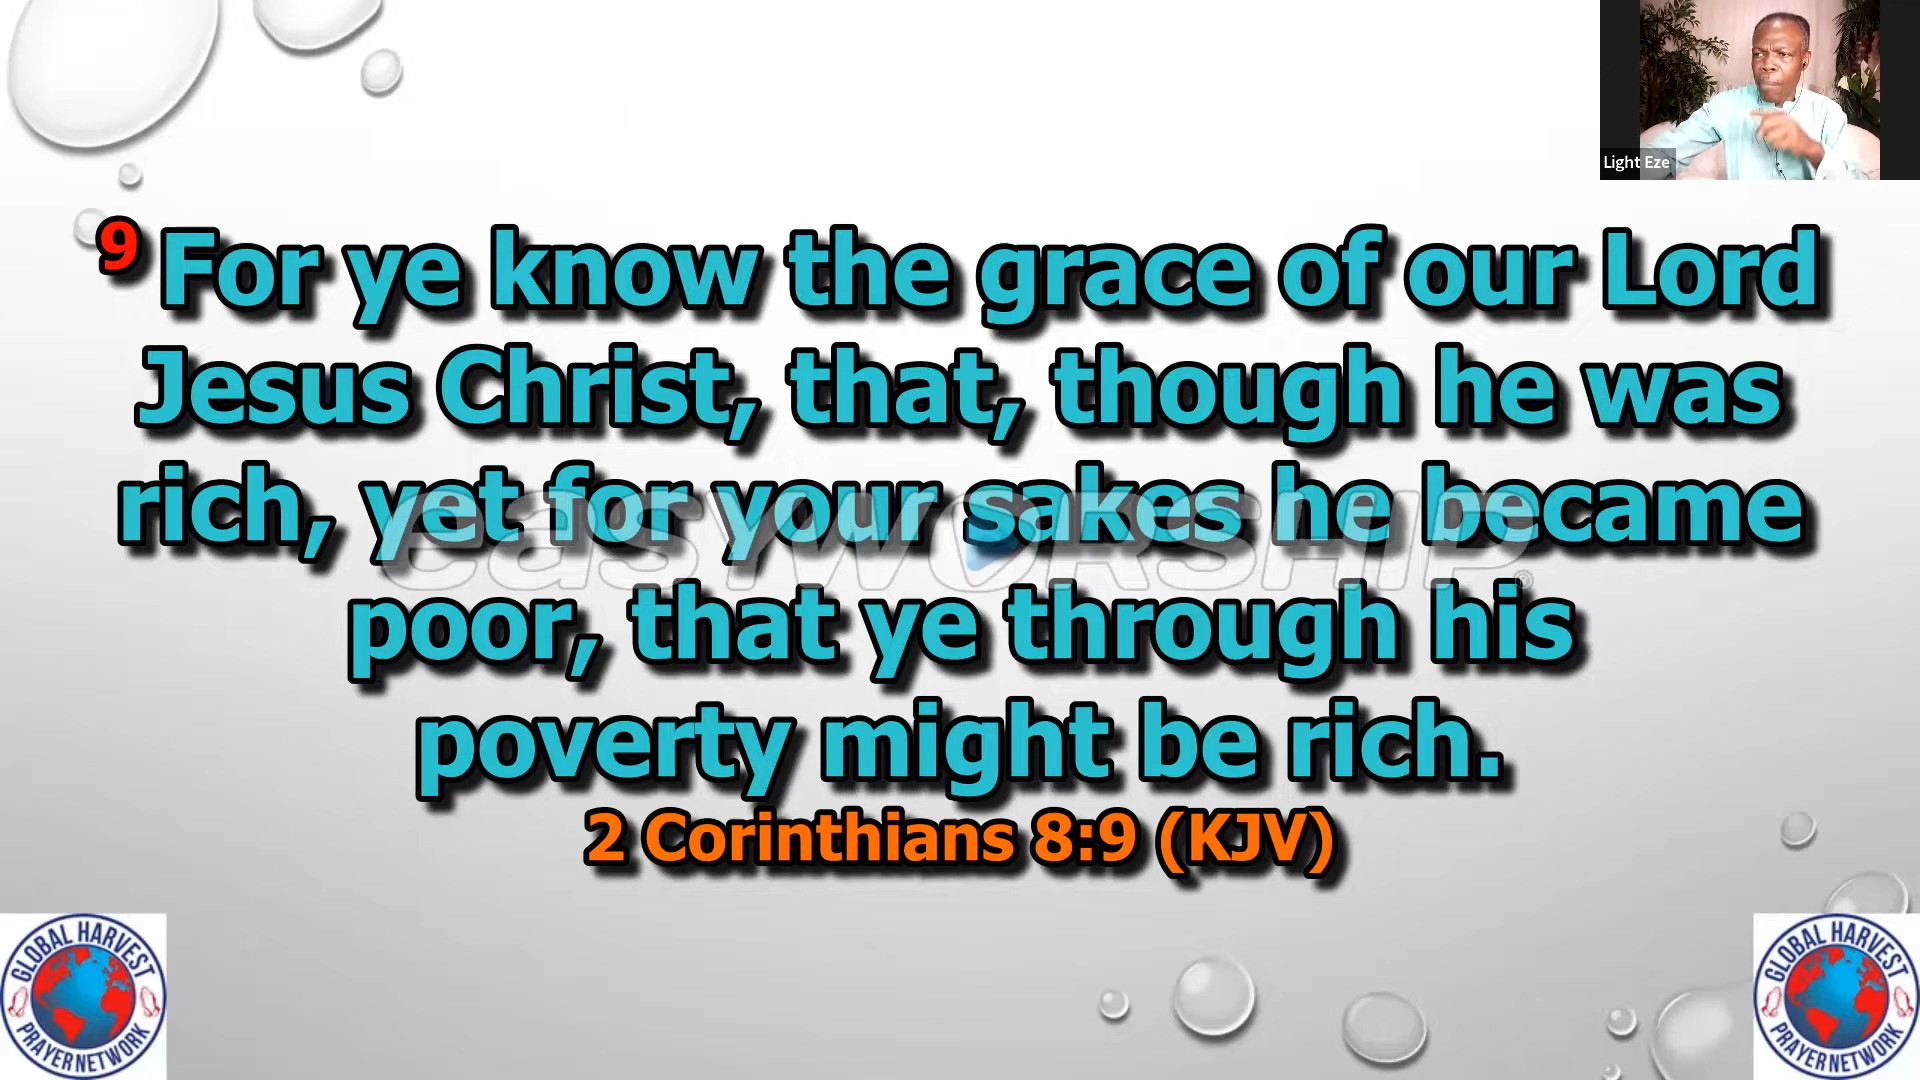 Light Eze
9 For ye know the grace of our Lord
Jesus Christ, that, though he was
rich, yet for your sakes he became
poor, that ye through his
poverty might be rich.
2 Corinthians 8:9 (KJV)
easyWORSHIP®
GLOBAL HARVEST
PRAYER NETWORK
GLOBAL HARVEST
PRAYER NETWORK